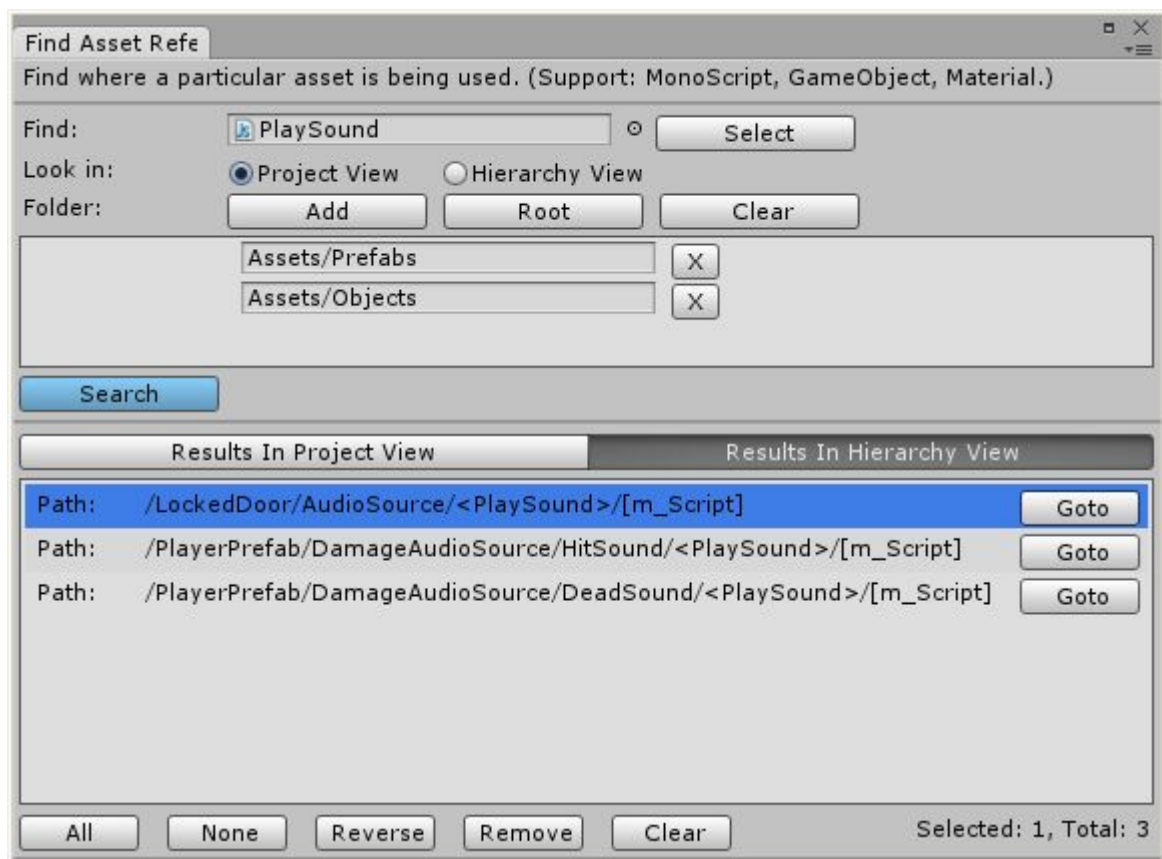 Find Asset Refe
Find where a particular asset is being used. (Support: MonoScript, GameObject, Material.)
Find: PlaySound Select
Look in: Project View Hierarchy View
Folder: Add Root Clear
Assets/Prefabs X
Assets/Objects X
Search
Results In Project View Results In Hierarchy View
Path: /LockedDoor/AudioSource/<PlaySound>/[m_Script] Goto
Path: /PlayerPrefab/DamageAudioSource/HitSound/<PlaySound>/[m_Script] Goto
Path: /PlayerPrefab/DamageAudioSource/DeadSound/<PlaySound>/[m_Script] Goto
All None Reverse Remove Clear Selected: 1, Total: 3